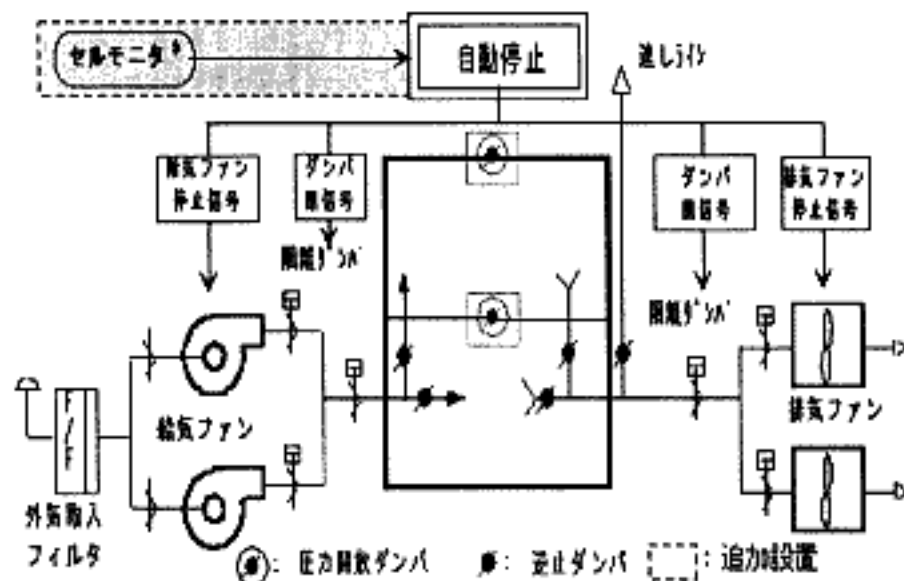 セルモニタ
自動停止
逃しライン
給気ファン
停止信号
ダンパ
閉信号
ダンパ
閉信号
排気ファン
停止信号
隔離ダンパ
隔離ダンパ
給気ファン
排気ファン
外気取入
フィルタ
: 圧力開放ダンパ
: 逆止ダンパ
: 追加
設置